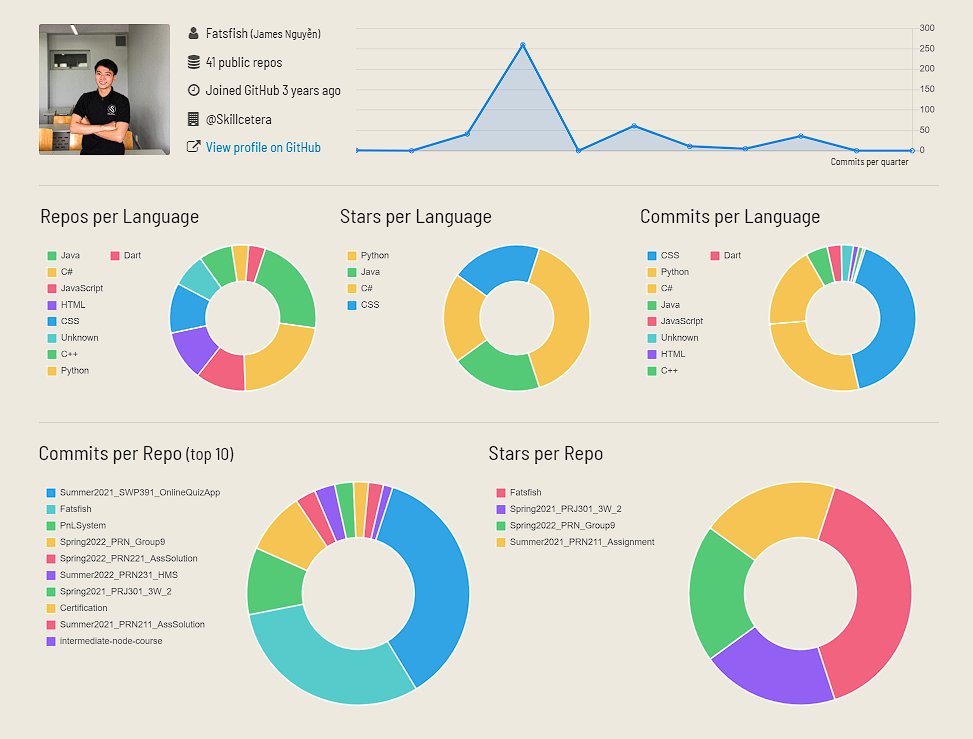 Fatsfish (James Nguyễn)
41 public repos
Joined GitHub 3 years ago
@Skillcetera
View profile on GitHub
300
250
200
150
100
50
0
Commits per quarter
Repos per Language
Java
Dart
C#
JavaScript
HTML
CSS
Unknown
C++
Python
Stars per Language
Python
Java
C#
CSS
Commits per Language
CSS
Dart
Python
C#
Java
JavaScript
Unknown
HTML
C++
Commits per Repo (top 10)
Summer2021_SWP391_OnlineQuizApp
Fatsfish
PnLSystem
Spring2022_PRN_Group9
Spring2022_PRN221_AssSolution
Summer2022_PRN231_HMS
Spring2021_PRJ301_3W_2
Certification
Summer2021_PRN211_AssSolution
intermediate-node-course
Stars per Repo
Fatsfish
Spring2021_PRJ301_3W_2
Spring2022_PRN_Group9
Summer2021_PRN211_Assignment